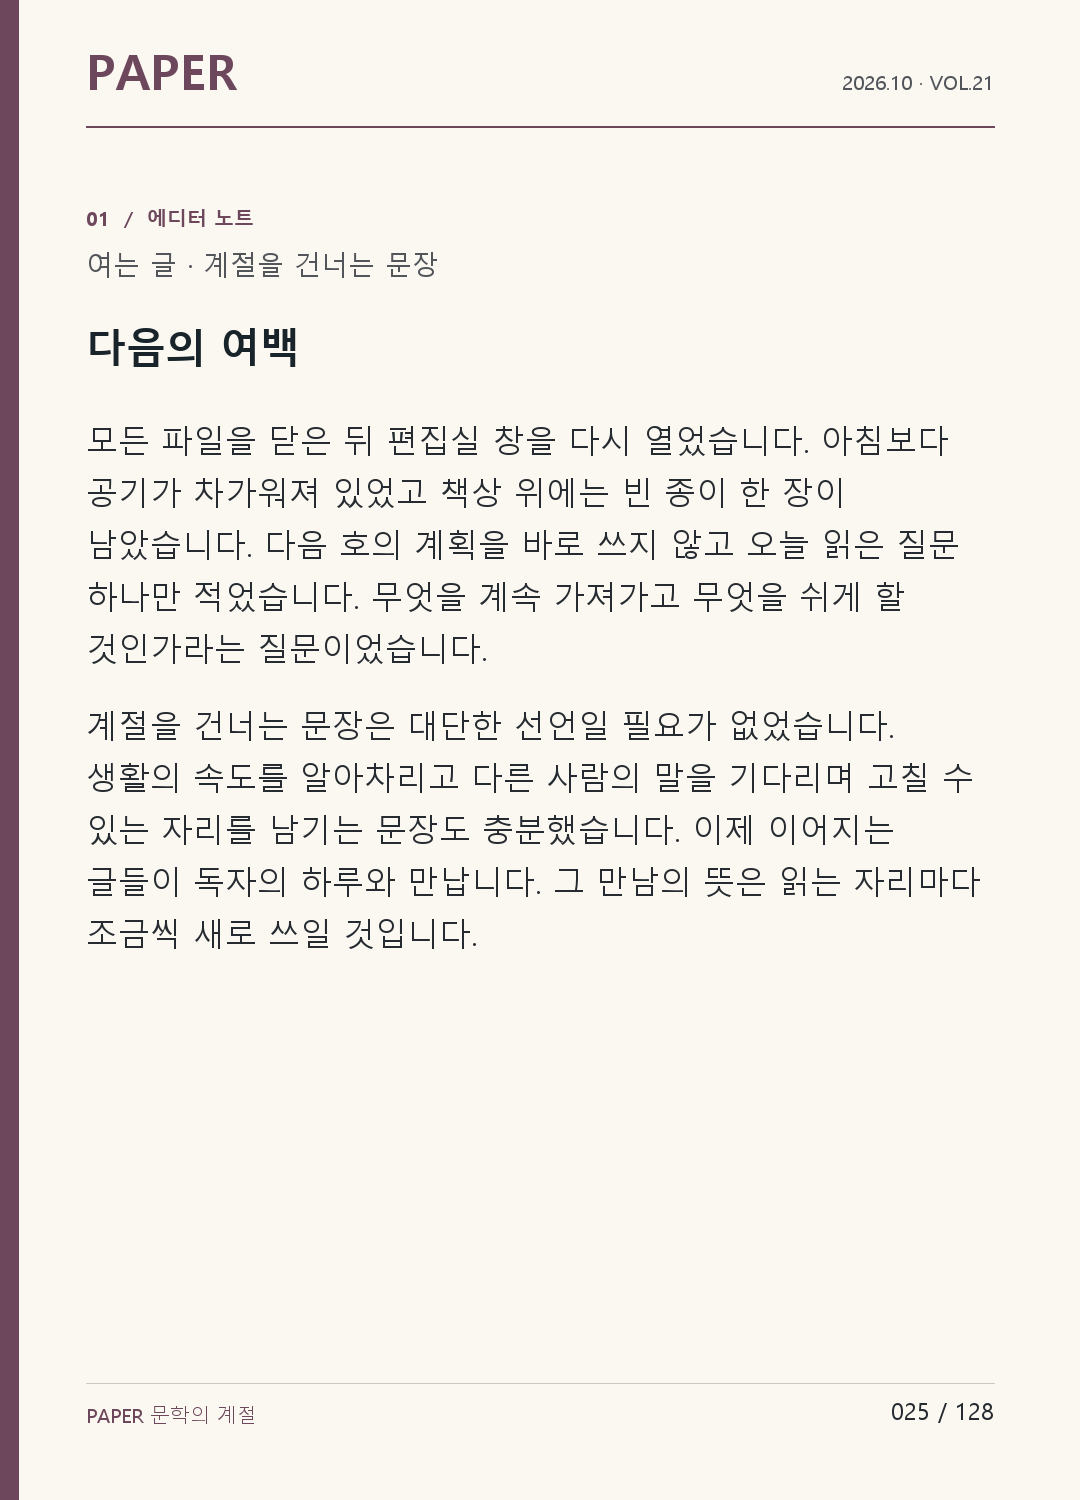 PAPER
2026.10 · VOL.21
01 / 에디터 노트
여는 글 · 계절을 건너는 문장
다음의 여백
모든 파일을 닫은 뒤 편집실 창을 다시 열었습니다. 아침보다
공기가 차가워져 있었고 책상 위에는 빈 종이 한 장이
남았습니다. 다음 호의 계획을 바로 쓰지 않고 오늘 읽은 질문
하나만 적었습니다. 무엇을 계속 가져가고 무엇을 쉬게 할
것인가라는 질문이었습니다.
계절을 건너는 문장은 대단한 선언일 필요가 없었습니다.
생활의 속도를 알아차리고 다른 사람의 말을 기다리며 고칠 수
있는 자리를 남기는 문장도 충분했습니다. 이제 이어지는
글들이 독자의 하루와 만납니다. 그 만남의 뜻은 읽는 자리마다
조금씩 새로 쓰일 것입니다.
PAPER 문학의 계절
025 / 128